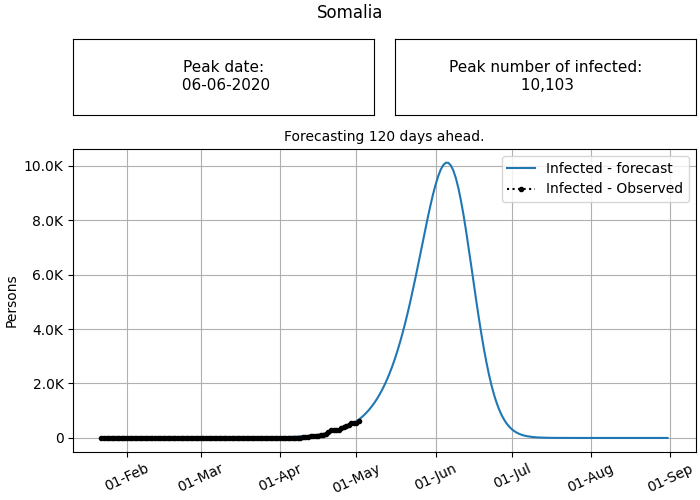 Somalia
Peak date:
06-06-2020
Peak number of infected:
10,103
Forecasting 120 days ahead.
Infected - forecast
Infected - Observed
Persons
10.0K
8.0K
6.0K
4.0K
2.0K
0
01-Feb
01-Mar
01-Apr
01-May
01-Jun
01-Jul
01-Aug
01-Sep